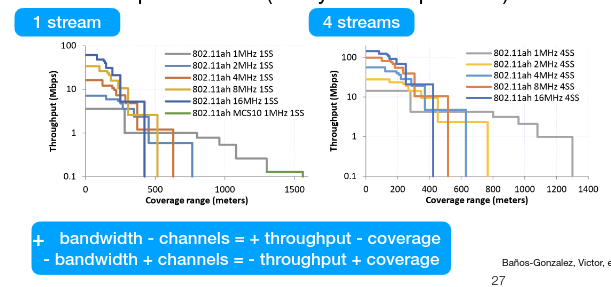 1 stream
4 streams
Throughput (Mbps)
100
10
1
0.1
802.11ah 1MHz 1SS
802.11ah 2MHz 1SS
802.11ah 4MHz 1SS
802.11ah 8MHz 1SS
802.11ah 16MHz 1SS
802.11ah MCS10 1MHz 1SS
0
500
1000
1500
Coverage range (meters)
Throughput (Mbps)
100
10
1
0.1
802.11ah 1MHz 4SS
802.11ah 2MHz 4SS
802.11ah 4MHz 4SS
802.11ah 8MHz 4SS
802.11ah 16MHz 4SS
0
200
400
600
800
1000
1200
1400
Coverage range (meters)
+ bandwidth - channels = + throughput - coverage
- bandwidth + channels = - throughput + coverage
Baños-Gonzalez, Victor, e
27